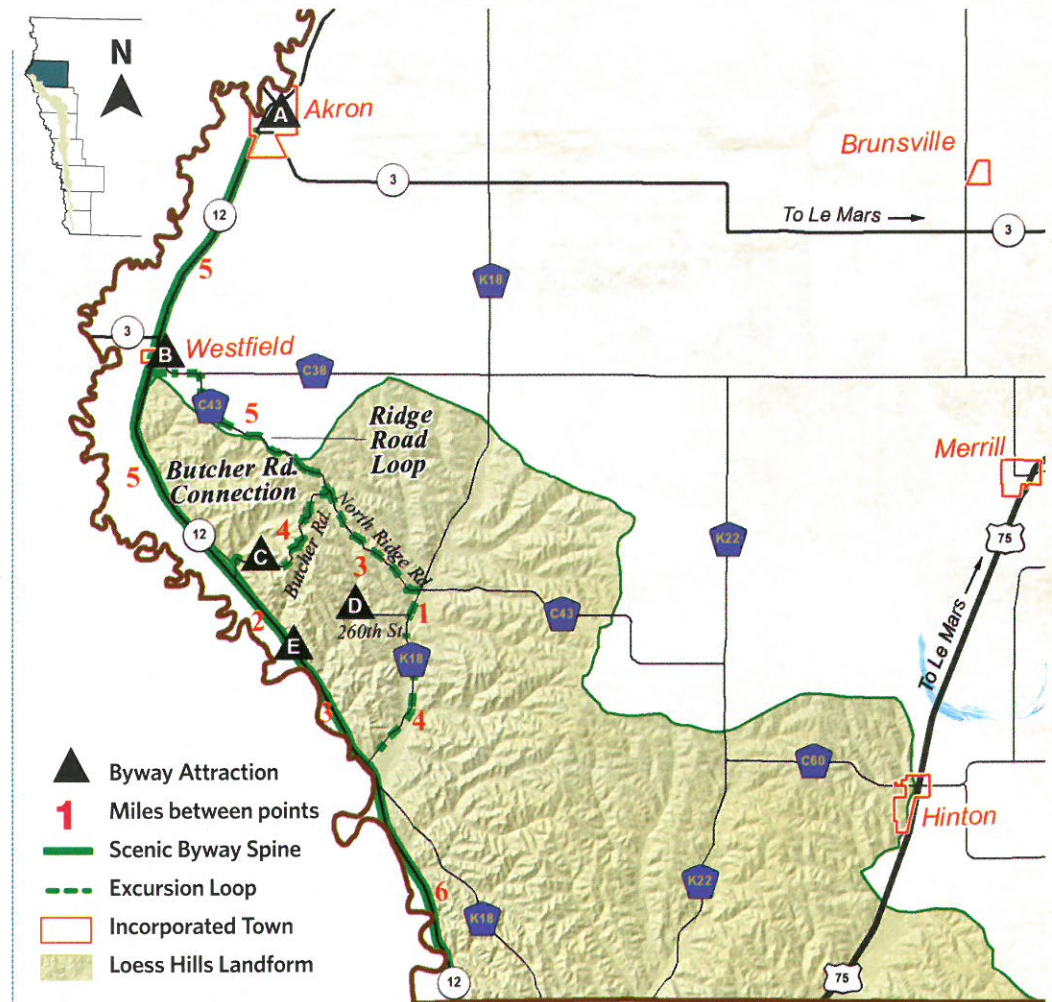 N
A
Akron
Brunsville
3
To Le Mars
3
12
5
K18
3
B
Westfield
C38
C43
5
Ridge
Road
Loop
Merrill
Butcher Rd.
Connection
5
12
4
Butcher Rd.
North Ridge Rd.
K22
75
C
3
D
1
C43
260th St.
2
E
K18
To Le Mars
3
4
C60
Hinton
6
K18
K22
12
75
Byway Attraction
1 Miles between points
Scenic Byway Spine
Excursion Loop
Incorporated Town
Loess Hills Landform